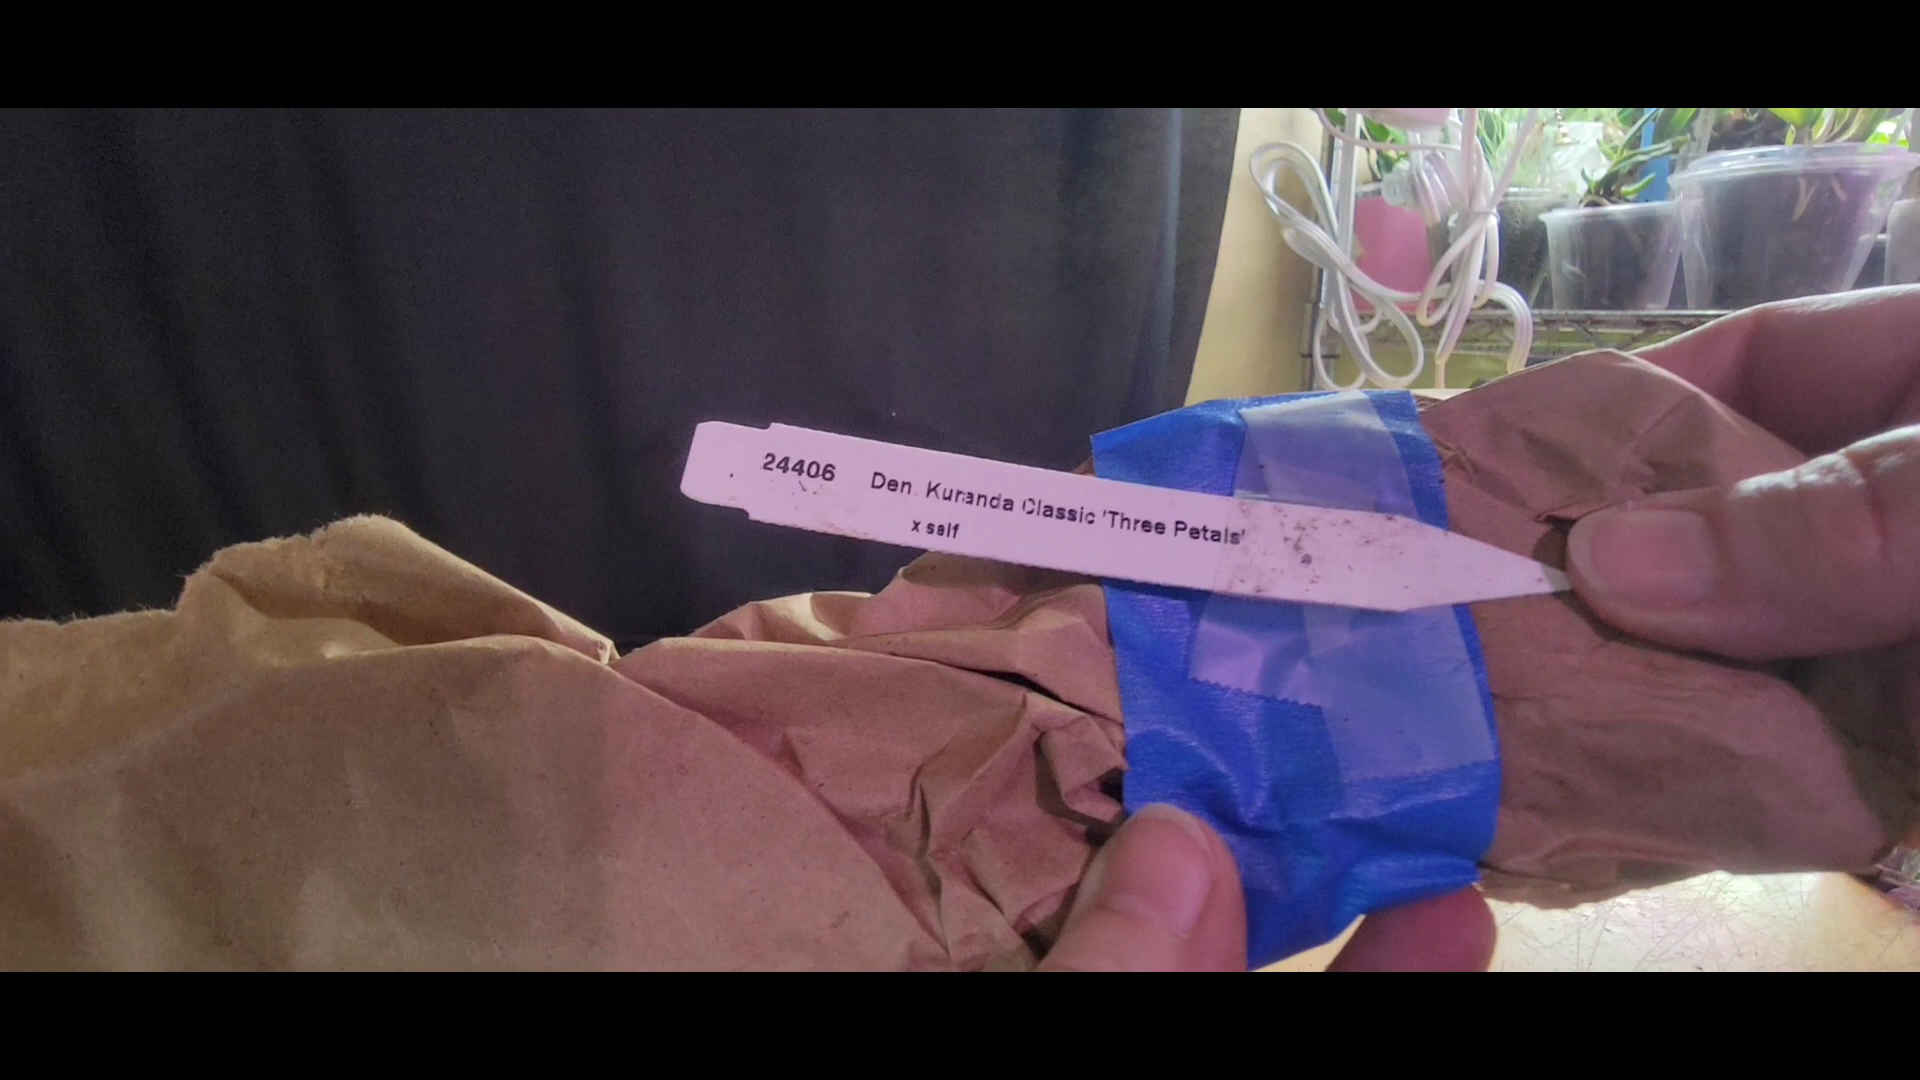 24406 Den. Kuranda Classic 'Three Petals'
x self